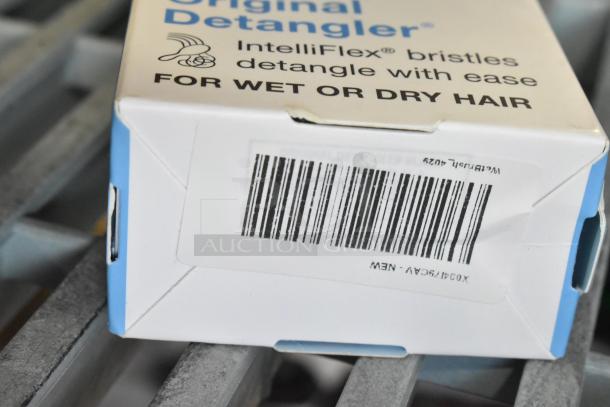 Original
Detangler®
IntelliFlex® bristles
detangle with ease
FOR WET OR DRY HAIR
WetBrush_4029
AUCTION
- NEW